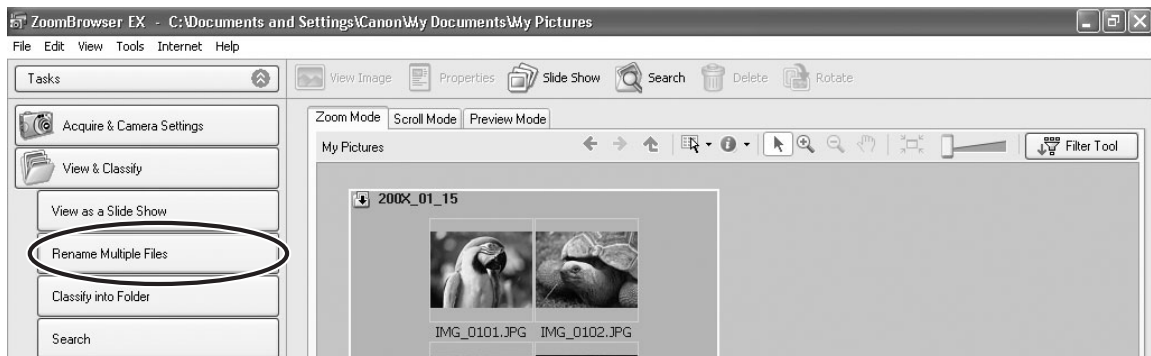 ZoomBrowser EX - C:\Documents and Settings\Canon\My Documents\My Pictures
File Edit View Tools Internet Help
Tasks
View Image Properties Slide Show Search Delete Rotate
Acquire & Camera Settings
View & Classify
View as a Slide Show
Rename Multiple Files
Classify into Folder
Search
Zoom Mode Scroll Mode Preview Mode
My Pictures Filter Tool
200X_01_15
IMG_0101.JPG IMG_0102.JPG